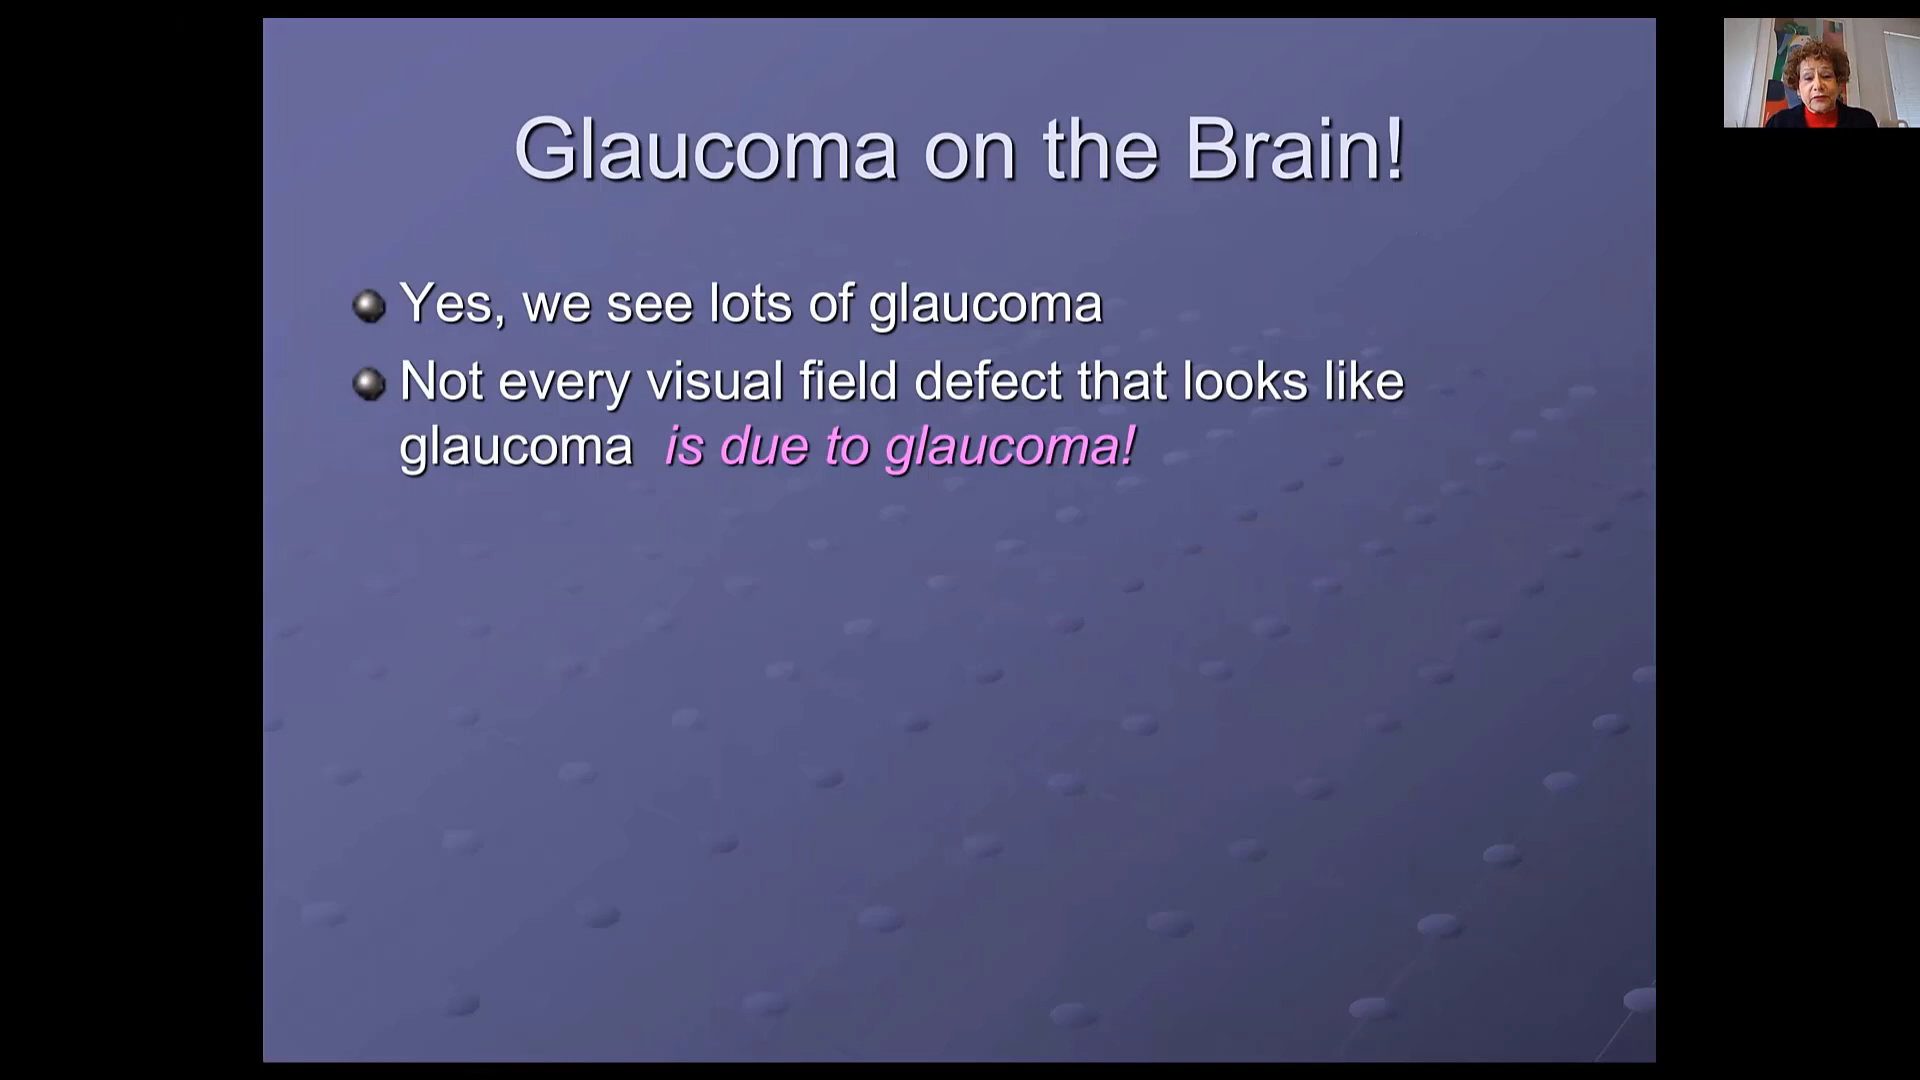 Glaucoma on the Brain!
Yes, we see lots of glaucoma
Not every visual field defect that looks like
glaucoma is due to glaucoma!